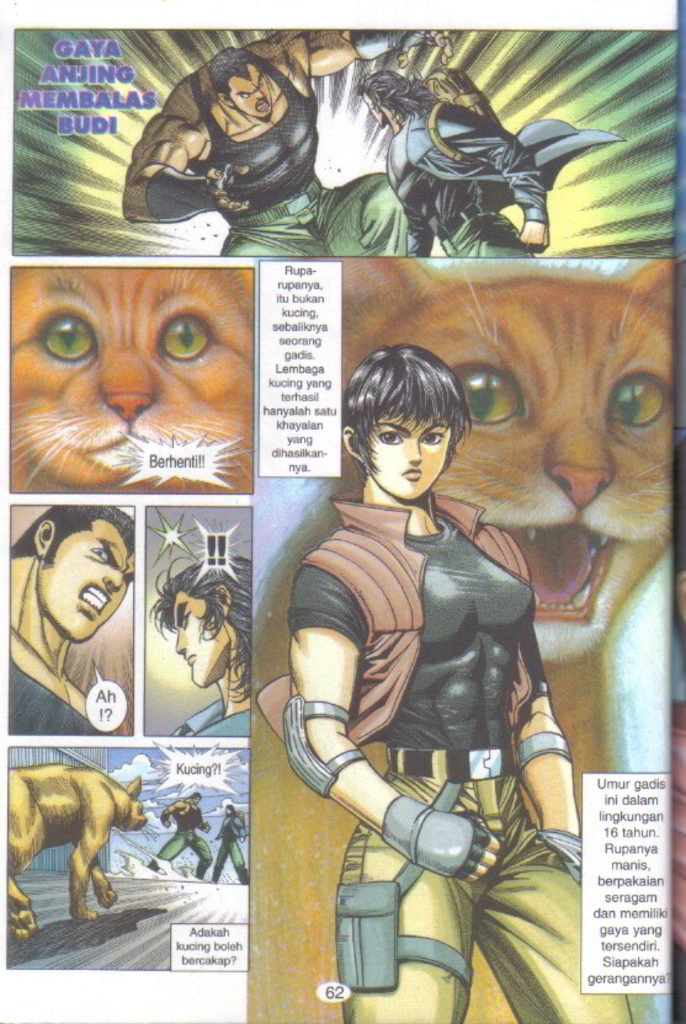 GAYA
ANJING
MEMBALAS
BUDI
Berhenti!!
Rupa-
rupanya,
itu bukan
kucing,
sebaliknya
seorang
gadis.
Lembaga
kucing yang
terhasil
hanyalah satu
khayalan
yang
dihasilkan-
nya.
Ah
!?
!!
Kucing?!
Adakah
kucing boleh
bercakap?
Umur gadis
ini dalam
lingkungan
16 tahun.
Rupanya
manis,
berpakaian
seragam
dan memiliki
gaya yang
tersendiri.
Siapakah
gerangannya?
62